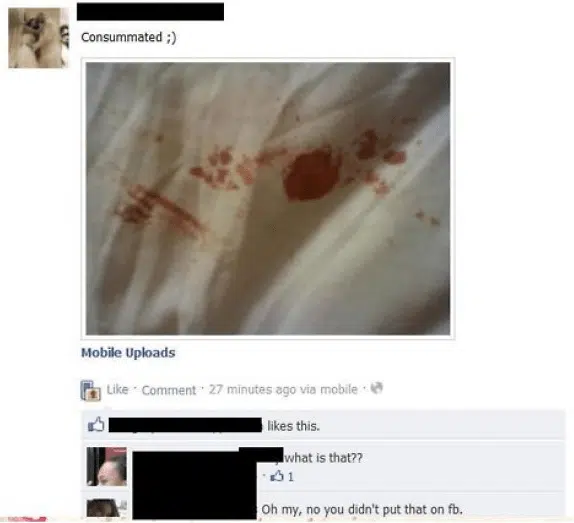 Consummated ;)
Mobile Uploads
Like · Comment · 27 minutes ago via mobile ·
likes this.
what is that??
· 1
Oh my, no you didn't put that on fb.